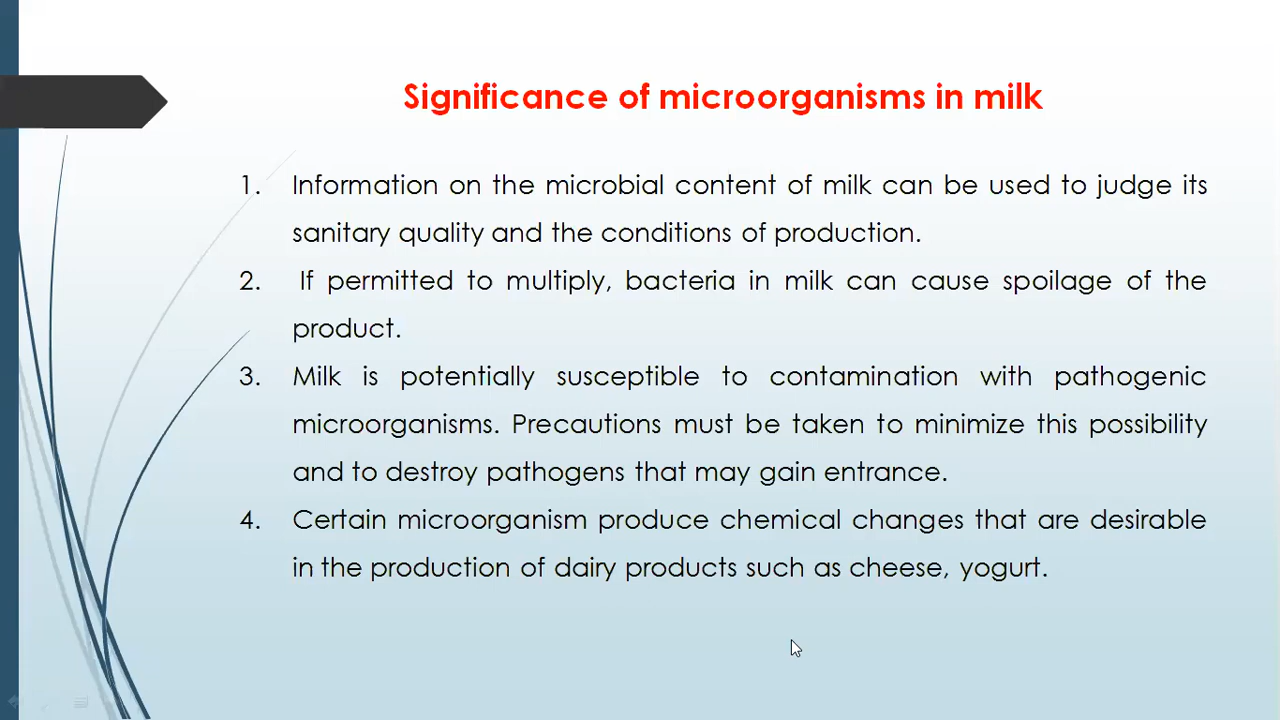 Significance of microorganisms in milk
1. Information on the microbial content of milk can be used to judge its
sanitary quality and the conditions of production.
2. If permitted to multiply, bacteria in milk can cause spoilage of the
product.
3. Milk is potentially susceptible to contamination with pathogenic
microorganisms. Precautions must be taken to minimize this possibility
and to destroy pathogens that may gain entrance.
4. Certain microorganism produce chemical changes that are desirable
in the production of dairy products such as cheese, yogurt.